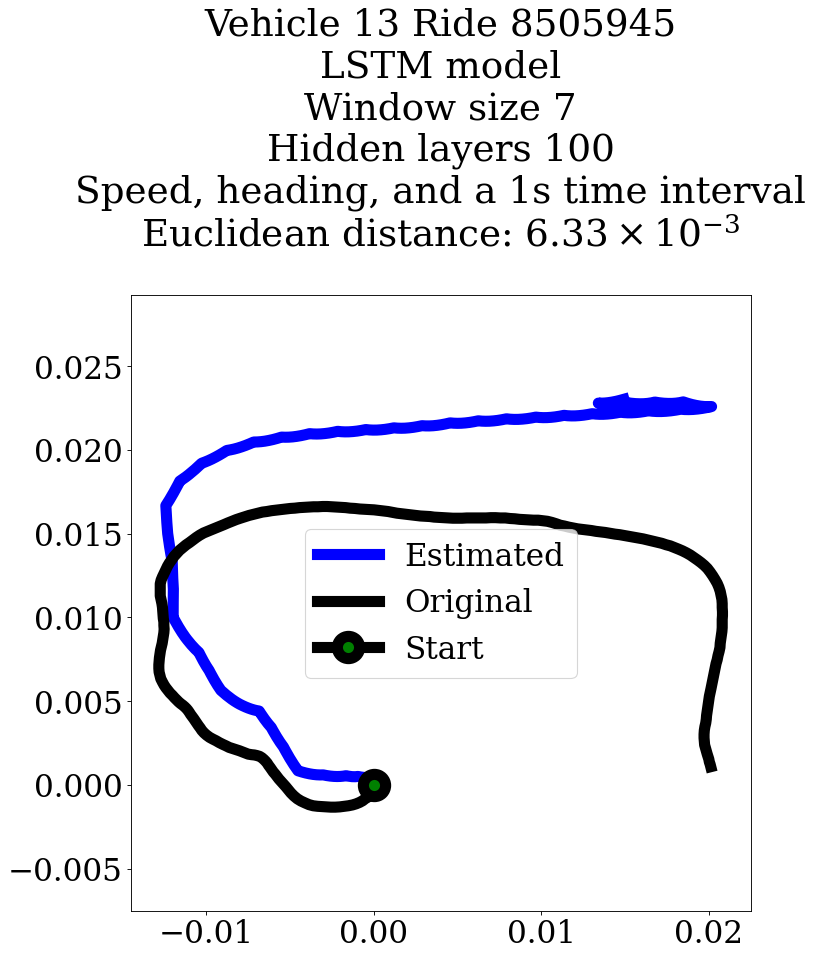 Vehicle 13 Ride 8505945
LSTM model
Window size 7
Hidden layers 100
Speed, heading, and a 1s time interval
Euclidean distance: 6.33 × 10⁻³
0.025
0.020
0.015
0.010
0.005
0.000
−0.005
Estimated
Original
Start
−0.01 0.00 0.01 0.02